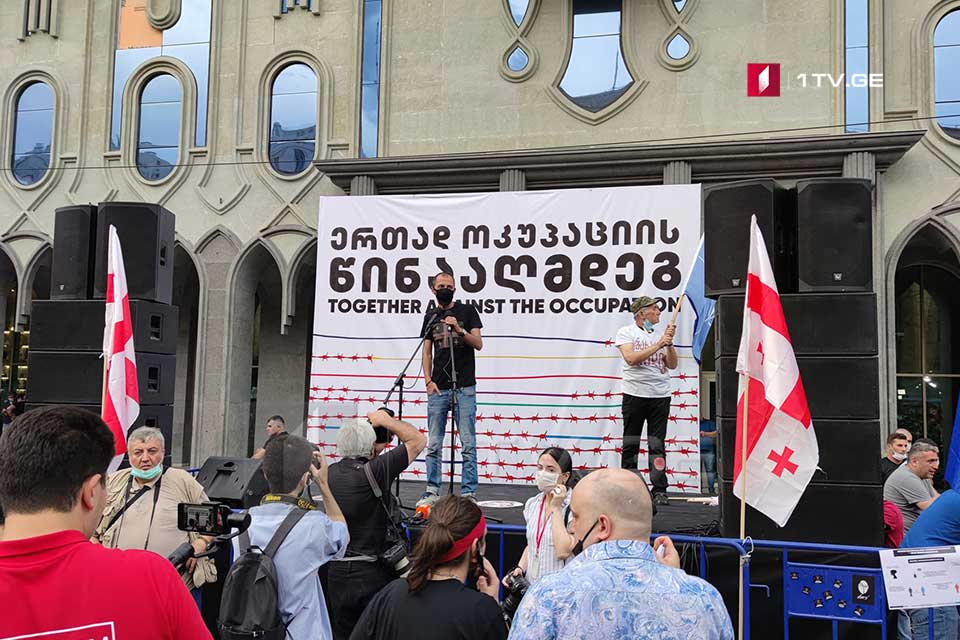 1TV.GE
ერთად ოკუპაციის
წინააღმდეგ
TOGETHER AGAINST THE OCCUPATION